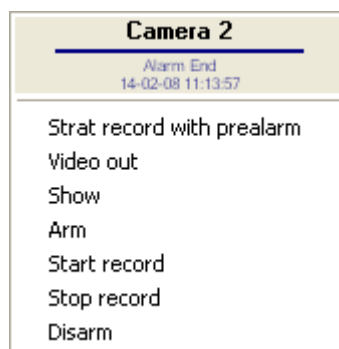 Camera 2
Alarm End
14-02-08 11:13:57
Strat record with prealarm
Video out
Show
Arm
Start record
Stop record
Disarm